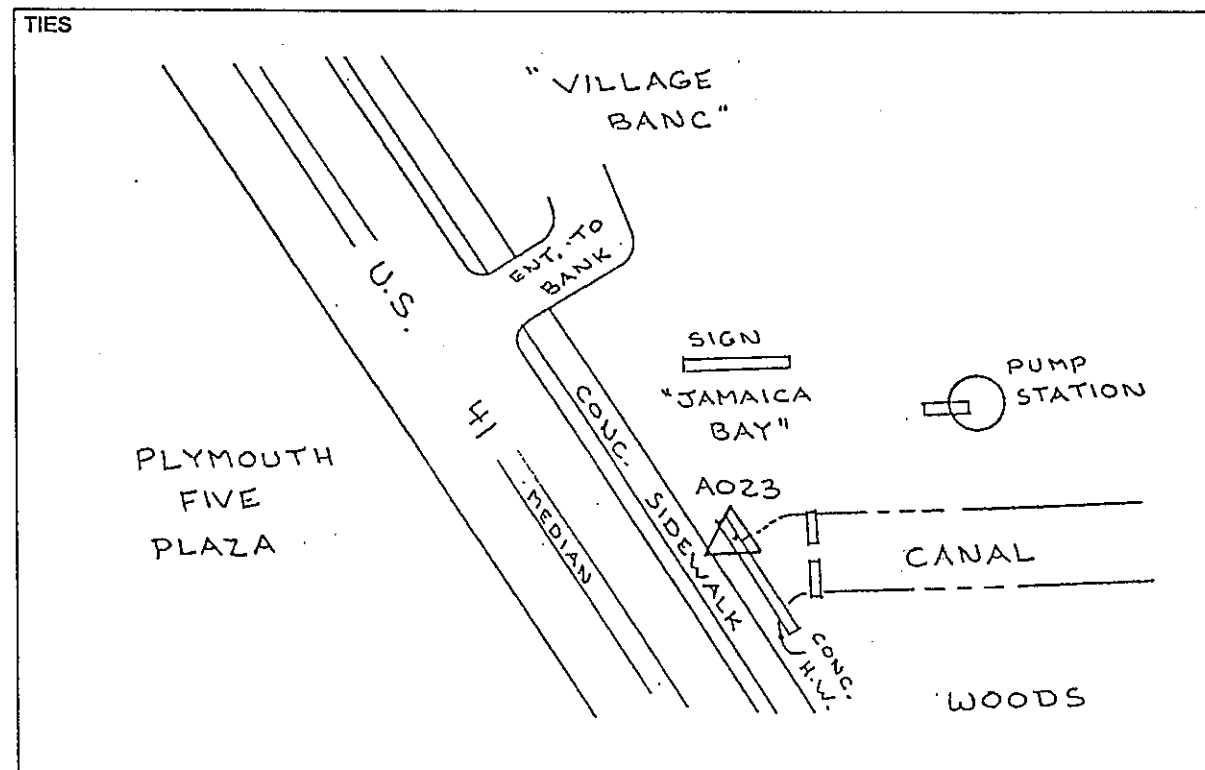 TIES
" VILLAGE
BANC"
ENT. TO
BANK
U.S.
41
SIGN
"JAMAICA
BAY"
PUMP
STATION
CONC. SIDEWALK
PLYMOUTH
FIVE
PLAZA
MEDIAN
A023
CANAL
CONC.
H.W.
WOODS